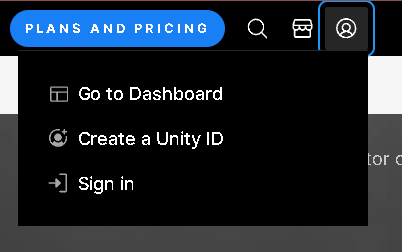 PLANS AND PRICING
Go to Dashboard
Create a Unity ID
Sign in